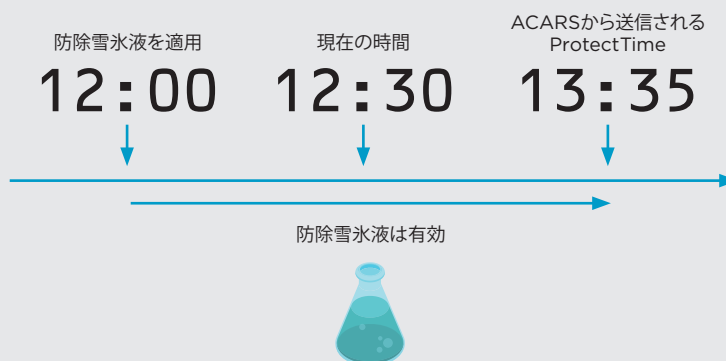 防除雪氷液を適用
12:00
現在の時間
12:30
ACARSから送信される
ProtectTime
13:35
防除雪氷液は有効